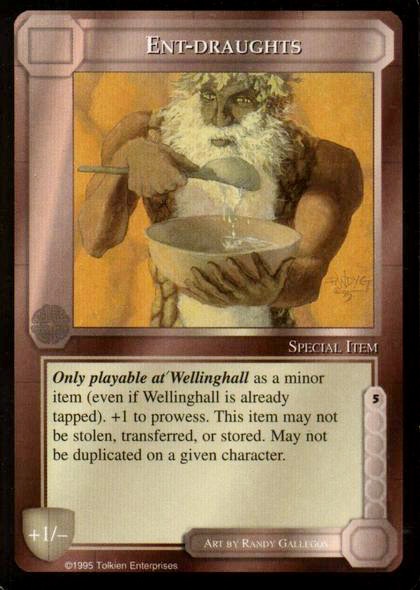 ENT-DRAUGHTS
RANDYG
SPECIAL ITEM
Only playable at Wellinghall as a minor
item (even if Wellinghall is already
tapped). +1 to prowess. This item may not
be stolen, transferred, or stored. May not
be duplicated on a given character.
5
+1/–
ART BY RANDY GALLEGOS
©1995 Tolkien Enterprises